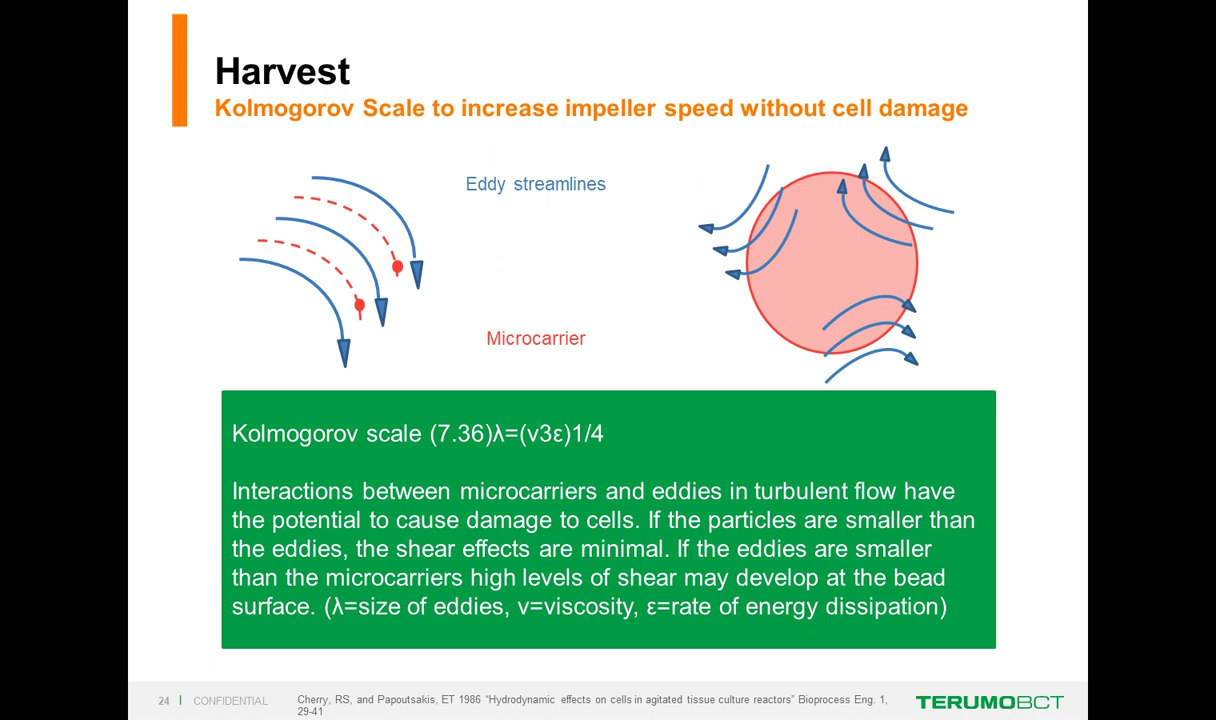 Harvest
Kolmogorov Scale to increase impeller speed without cell damage
Eddy streamlines
Microcarrier
Kolmogorov scale (7.36)λ=(v3ε)1/4
Interactions between microcarriers and eddies in turbulent flow have
the potential to cause damage to cells. If the particles are smaller than
the eddies, the shear effects are minimal. If the eddies are smaller
than the microcarriers high levels of shear may develop at the bead
surface. (λ=size of eddies, v=viscosity, ε=rate of energy dissipation)
24 | CONFIDENTIAL
Cherry, RS, and Papoutsakis, ET 1986 “Hydrodynamic effects on cells in agitated tissue culture reactors” Bioprocess Eng. 1,
29-41
TERUMOBCT